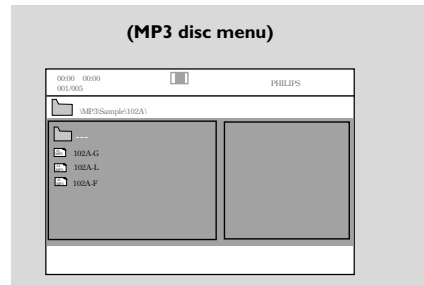 (MP3 disc menu)
00:00 00:00
001/005
PHILIPS
\MP3\Sample\102A\
---
102A-G
102A-L
102A-F